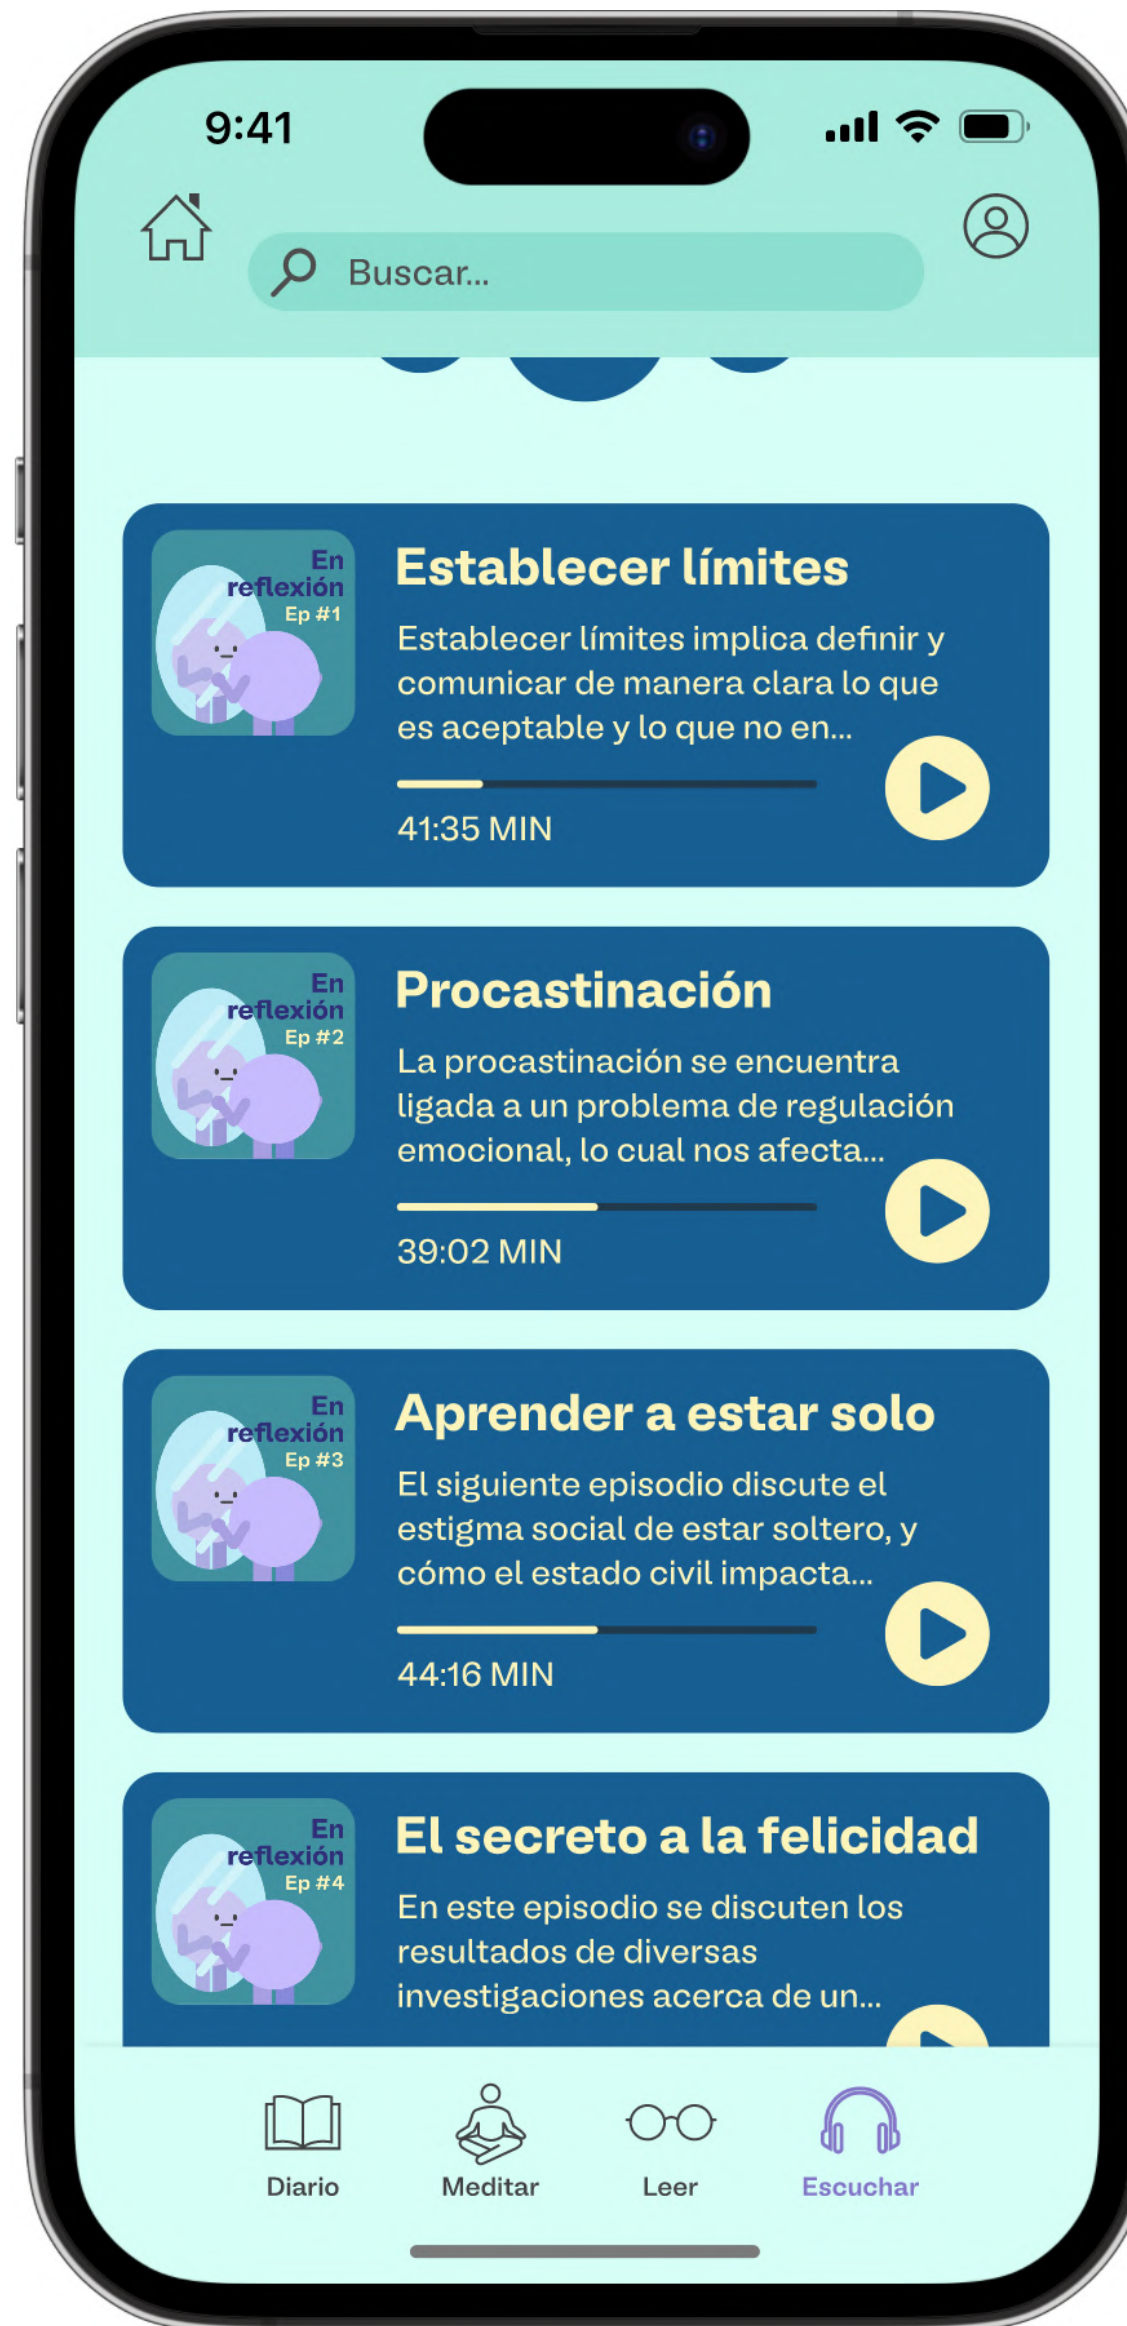 9:41
Buscar...
En
reflexión
Ep #1
Establecer límites
Establecer límites implica definir y
comunicar de manera clara lo que
es aceptable y lo que no en...
41:35 MIN
En
reflexión
Ep #2
Procastinación
La procastinación se encuentra
ligada a un problema de regulación
emocional, lo cual nos afecta...
39:02 MIN
En
reflexión
Ep #3
Aprender a estar solo
El siguiente episodio discute el
estigma social de estar soltero, y
cómo el estado civil impacta...
44:16 MIN
En
reflexión
Ep #4
El secreto a la felicidad
En este episodio se discuten los
resultados de diversas
investigaciones acerca de un...
Diario
Meditar
Leer
Escuchar